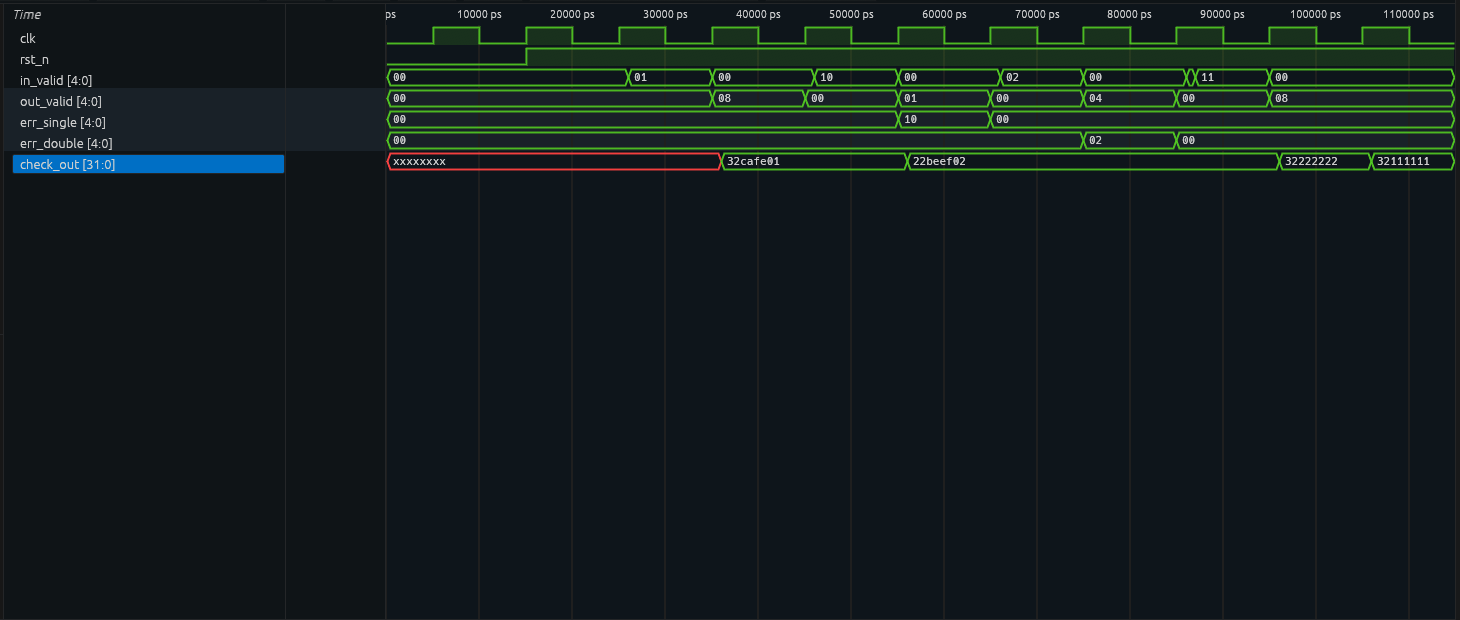 Time ps 10000 ps 20000 ps 30000 ps 40000 ps 50000 ps 60000 ps 70000 ps 80000 ps 90000 ps 100000 ps 110000 ps
clk
rst_n
in_valid [4:0] 00 01 00 10 00 02 00 11 00
out_valid [4:0] 00 08 00 01 00 04 00 08
err_single [4:0] 00 10 00
err_double [4:0] 00 02 00
check_out [31:0] xxxxxxxx 32cafe01 22beef02 32222222 32111111